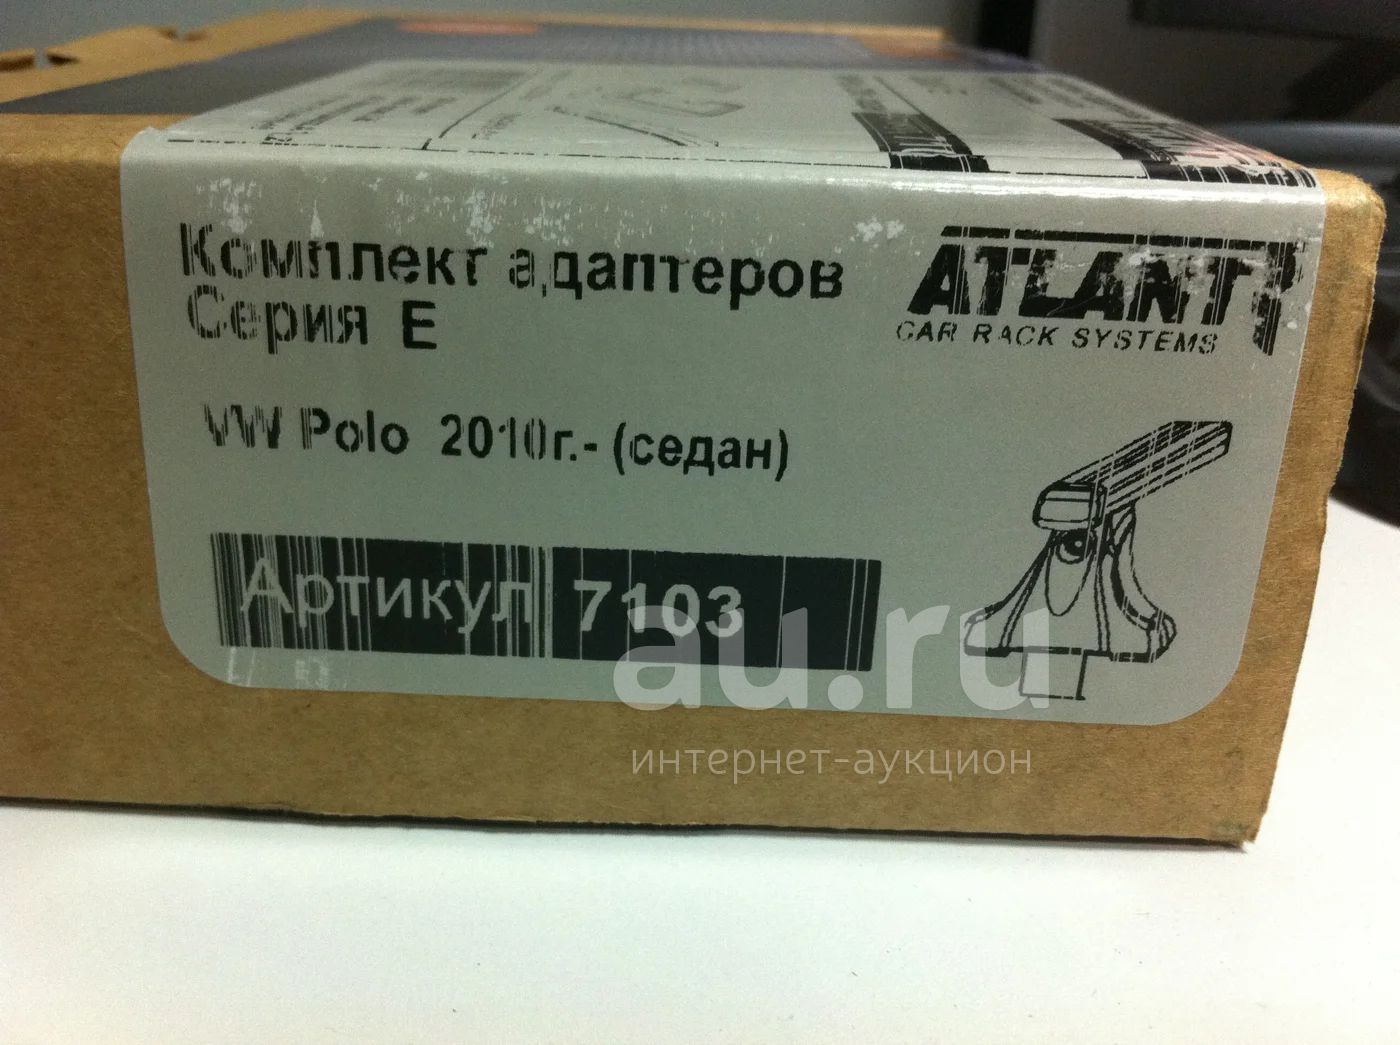 Комплект адаптеров
Серия E
ATLANT
CAR RACK SYSTEMS
VW Polo 2010г.- (седан)
Артикул 7103
au.ru
интернет-аукцион